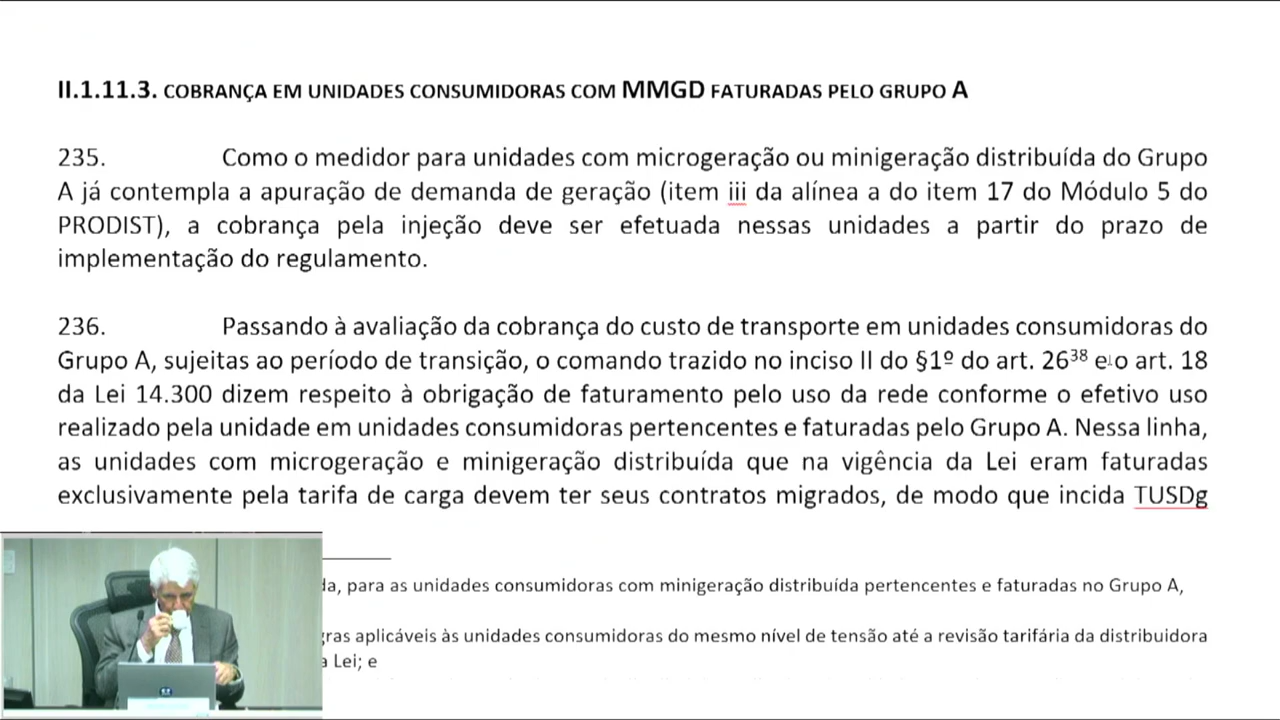 II.1.11.3. COBRANÇA EM UNIDADES CONSUMIDORAS COM MMGD FATURADAS PELO GRUPO A
235. Como o medidor para unidades com microgeração ou minigeração distribuída do Grupo
A já contempla a apuração de demanda de geração (item iii da alínea a do item 17 do Módulo 5 do
PRODIST), a cobrança pela injeção deve ser efetuada nessas unidades a partir do prazo de
implementação do regulamento.
236. Passando à avaliação da cobrança do custo de transporte em unidades consumidoras do
Grupo A, sujeitas ao período de transição, o comando trazido no inciso II do §1º do art. 26³⁸ e o art. 18
da Lei 14.300 dizem respeito à obrigação de faturamento pelo uso da rede conforme o efetivo uso
realizado pela unidade em unidades consumidoras pertencentes e faturadas pelo Grupo A. Nessa linha,
as unidades com microgeração e minigeração distribuída que na vigência da Lei eram faturadas
exclusivamente pela tarifa de carga devem ter seus contratos migrados, de modo que incida TUSDg
para as unidades consumidoras com minigeração distribuída pertencentes e faturadas no Grupo A,
aplicáveis às unidades consumidoras do mesmo nível de tensão até a revisão tarifária da distribuidora
Lei; e